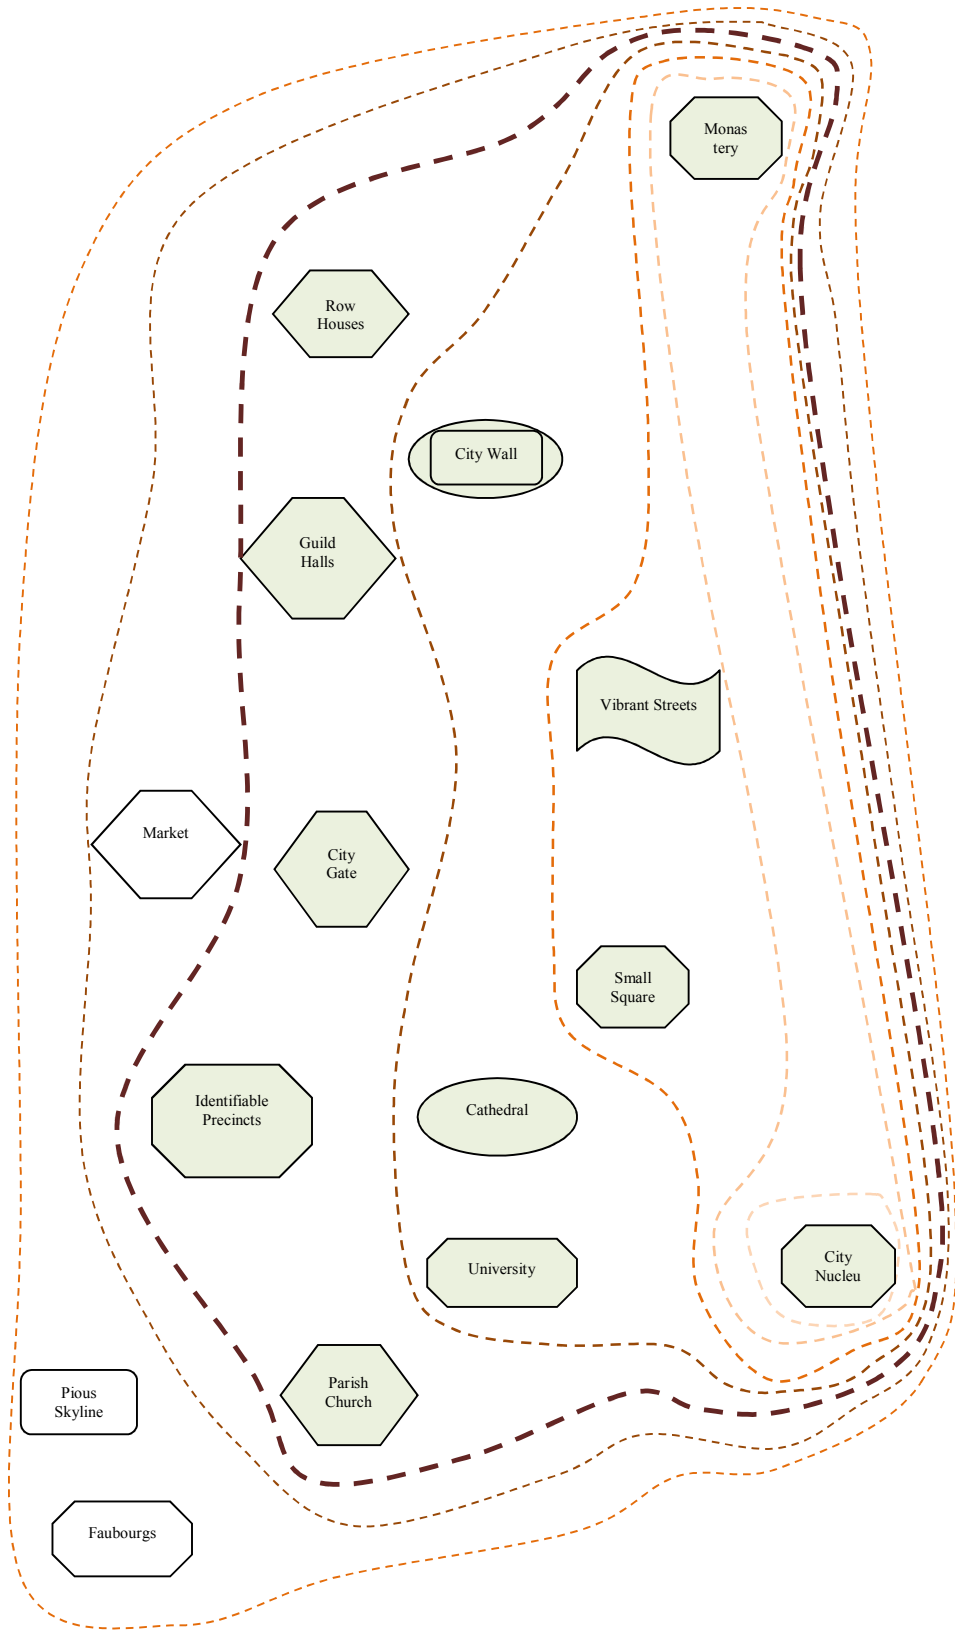 Monas
tery
Row
Houses
City Wall
Guild
Halls
Vibrant Streets
Market
City
Gate
Small
Square
Identifiable
Precincts
Cathedral
University
City
Nucleu
Parish
Church
Pious
Skyline
Faubourgs